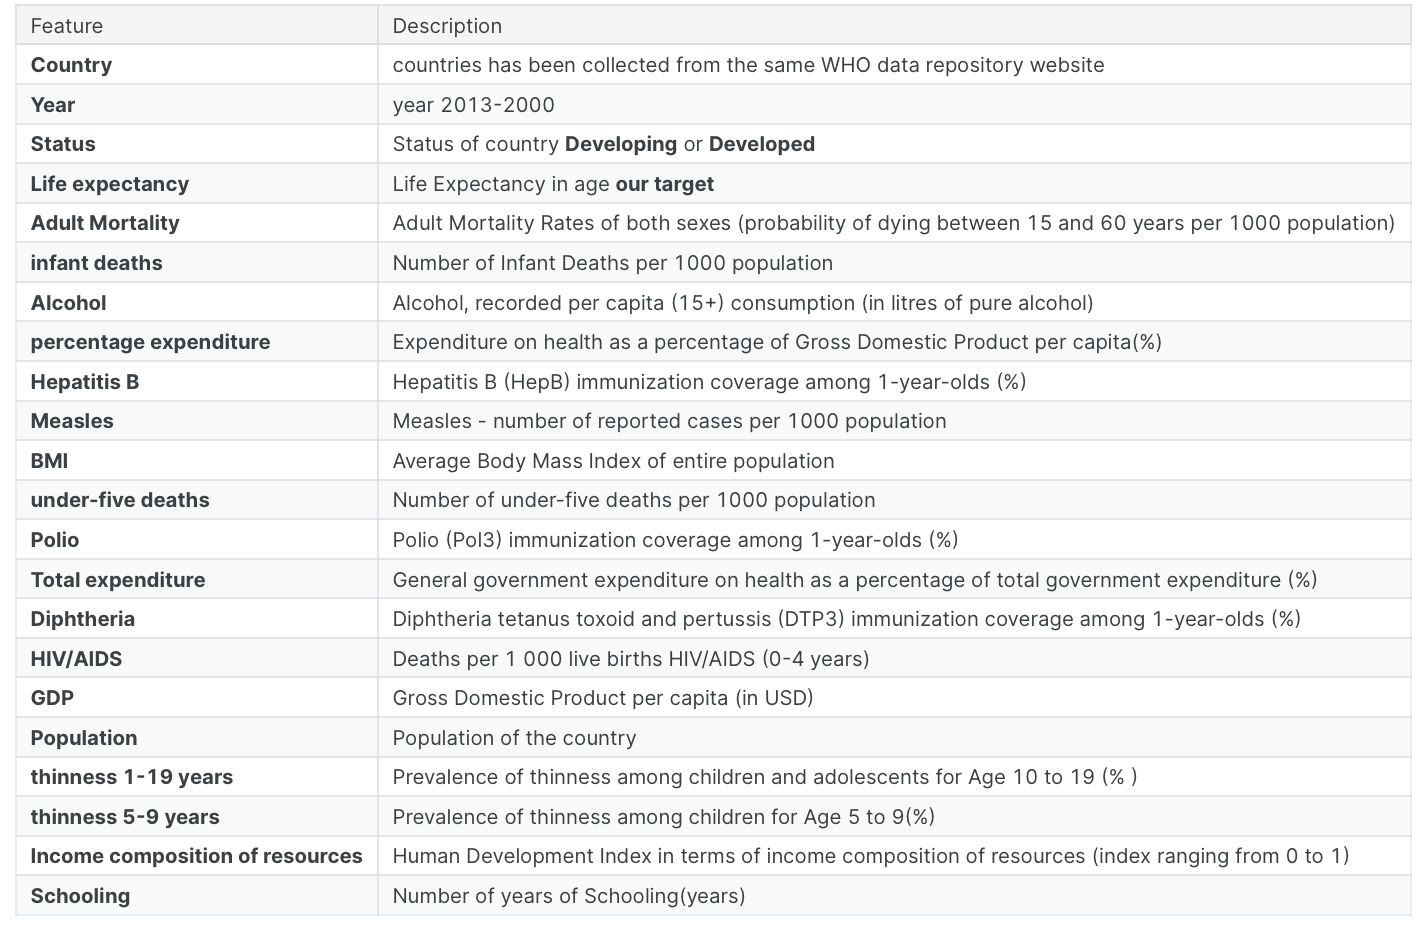 Feature Description
Country countries has been collected from the same WHO data repository website
Year year 2013-2000
Status Status of country Developing or Developed
Life expectancy Life Expectancy in age our target
Adult Mortality Adult Mortality Rates of both sexes (probability of dying between 15 and 60 years per 1000 population)
infant deaths Number of Infant Deaths per 1000 population
Alcohol Alcohol, recorded per capita (15+) consumption (in litres of pure alcohol)
percentage expenditure Expenditure on health as a percentage of Gross Domestic Product per capita(%)
Hepatitis B Hepatitis B (HepB) immunization coverage among 1-year-olds (%)
Measles Measles - number of reported cases per 1000 population
BMI Average Body Mass Index of entire population
under-five deaths Number of under-five deaths per 1000 population
Polio Polio (Pol3) immunization coverage among 1-year-olds (%)
Total expenditure General government expenditure on health as a percentage of total government expenditure (%)
Diphtheria Diphtheria tetanus toxoid and pertussis (DTP3) immunization coverage among 1-year-olds (%)
HIV/AIDS Deaths per 1 000 live births HIV/AIDS (0-4 years)
GDP Gross Domestic Product per capita (in USD)
Population Population of the country
thinness 1-19 years Prevalence of thinness among children and adolescents for Age 10 to 19 (% )
thinness 5-9 years Prevalence of thinness among children for Age 5 to 9(%)
Income composition of resources Human Development Index in terms of income composition of resources (index ranging from 0 to 1)
Schooling Number of years of Schooling(years)